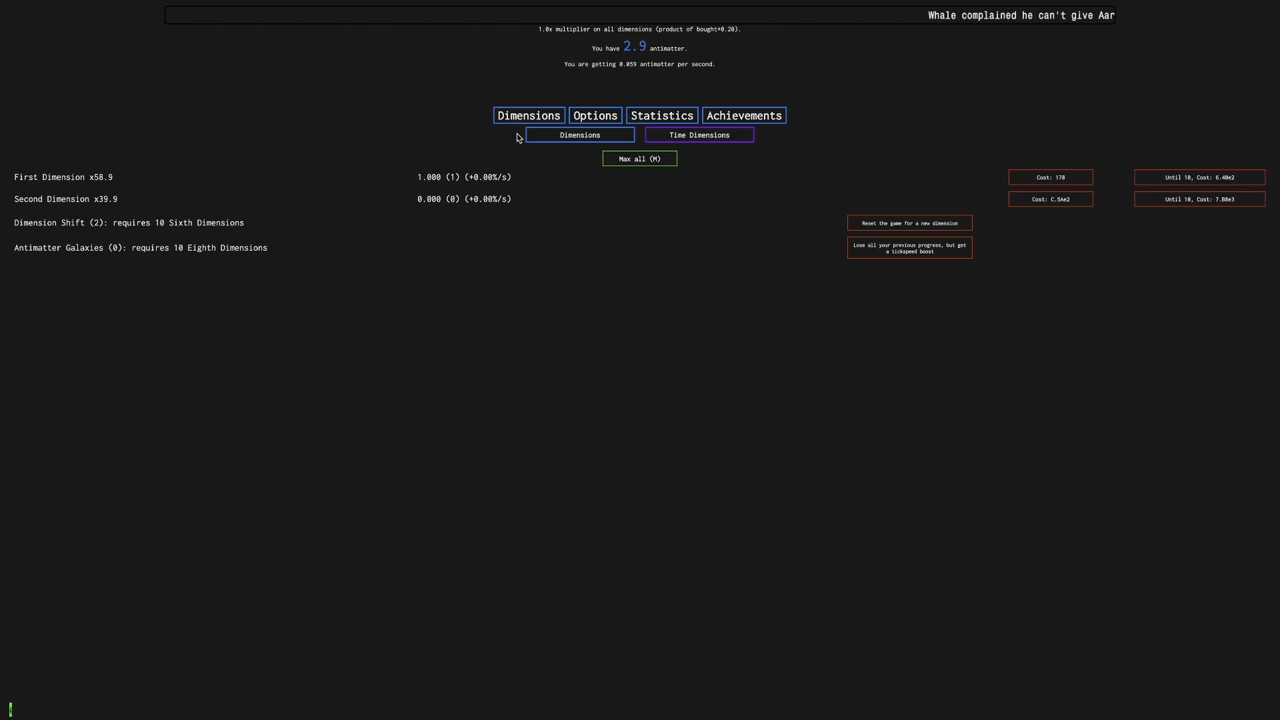 Whale complained he can't give Aar
1.0x multiplier on all dimensions (product of bought*0.20).
You have 2.9 antimatter.
You are getting 0.059 antimatter per second.
Dimensions Options Statistics Achievements
Dimensions Time Dimensions
Max all (M)
First Dimension x58.9 1.000 (1) (+0.00%/s) Cost: 178 Until 10, Cost: 6.40e2
Second Dimension x39.9 0.000 (0) (+0.00%/s) Cost: C.5Ae2 Until 10, Cost: 7.B8e3
Dimension Shift (2): requires 10 Sixth Dimensions Reset the game for a new dimension
Antimatter Galaxies (0): requires 10 Eighth Dimensions Lose all your previous progress, but get
a tickspeed boost